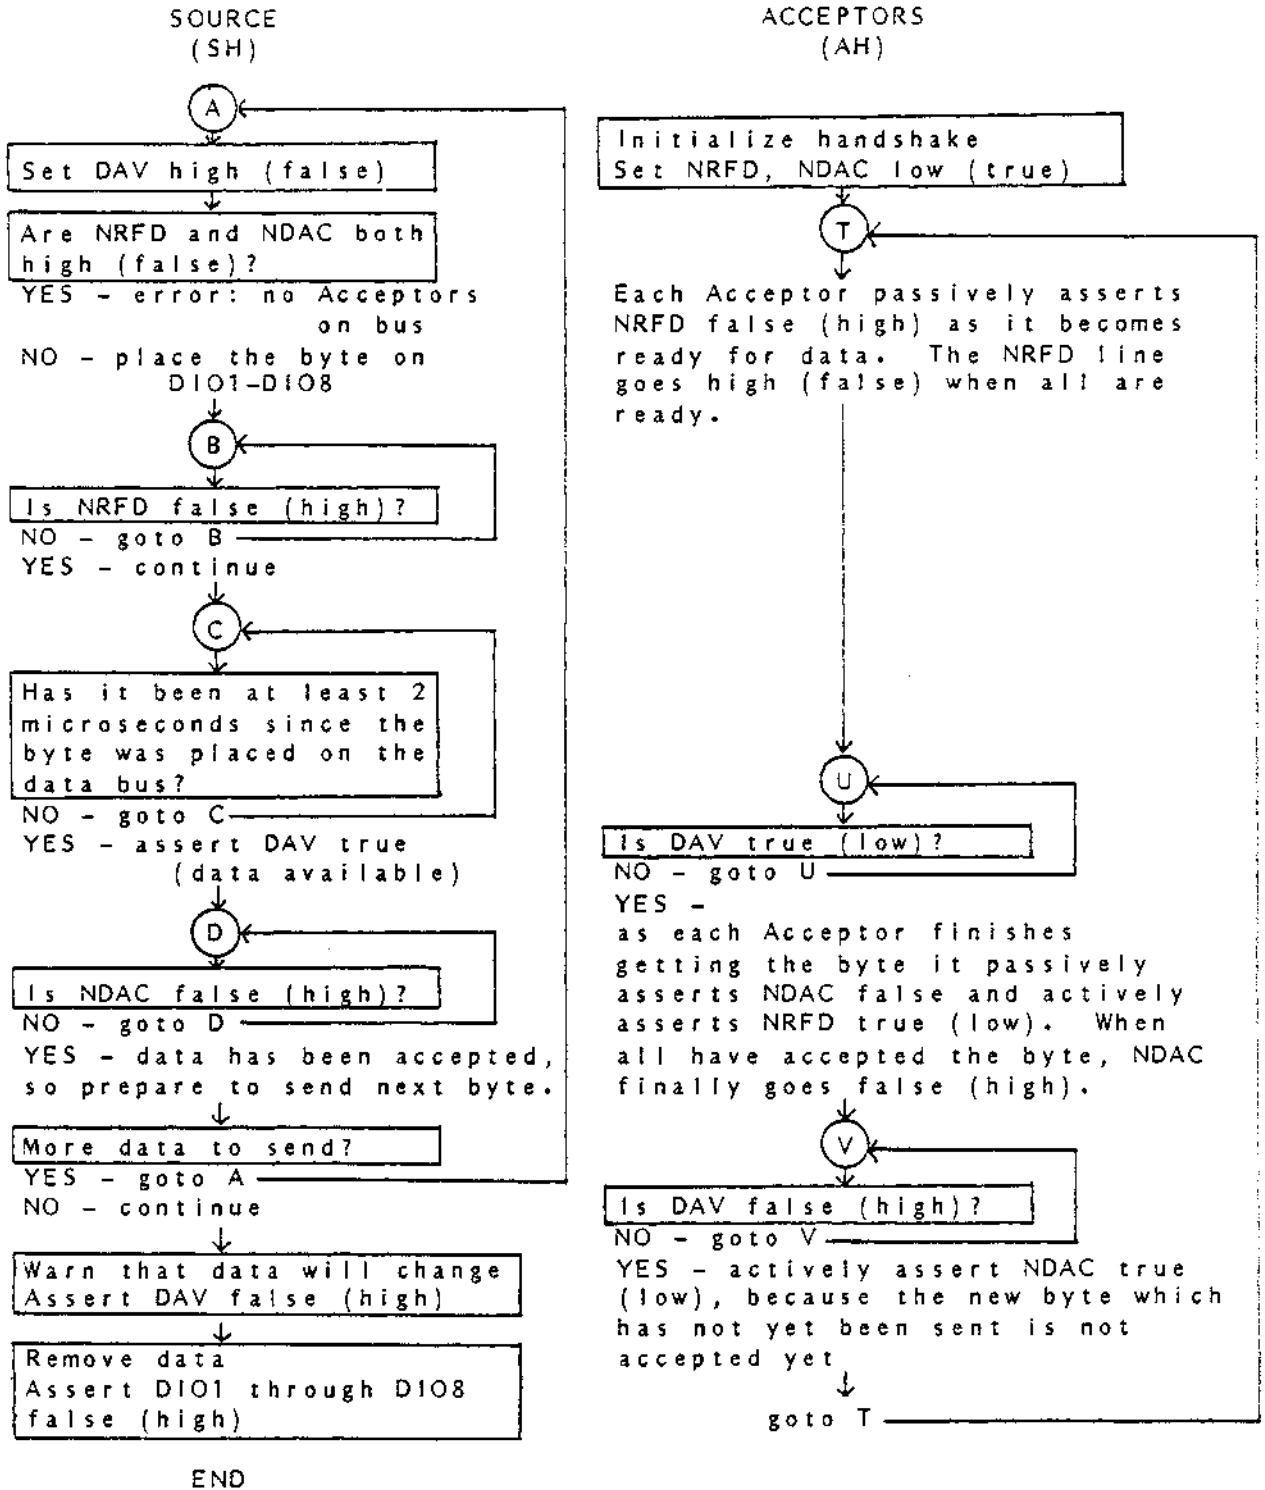 SOURCE
(SH)
A
Set DAV high (false)
Are NRFD and NDAC both
high (false)?
YES - error: no Acceptors
on bus
NO - place the byte on
DIO1-DIO8
B
Is NRFD false (high)?
NO - goto B
YES - continue
C
Has it been at least 2
microseconds since the
byte was placed on the
data bus?
NO - goto C
YES - assert DAV true
(data available)
D
Is NDAC false (high)?
NO - goto D
YES - data has been accepted,
so prepare to send next byte.
More data to send?
YES - goto A
NO - continue
Warn that data will change
Assert DAV false (high)
Remove data
Assert DIO1 through DIO8
false (high)
END
ACCEPTORS
(AH)
Initialize handshake
Set NRFD, NDAC low (true)
T
Each Acceptor passively asserts
NRFD false (high) as it becomes
ready for data. The NRFD line
goes high (false) when all are
ready.
U
Is DAV true (low)?
NO - goto U
YES -
as each Acceptor finishes
getting the byte it passively
asserts NDAC false and actively
asserts NRFD true (low). When
all have accepted the byte, NDAC
finally goes false (high).
V
Is DAV false (high)?
NO - goto V
YES - actively assert NDAC true
(low), because the new byte which
has not yet been sent is not
accepted yet
goto T